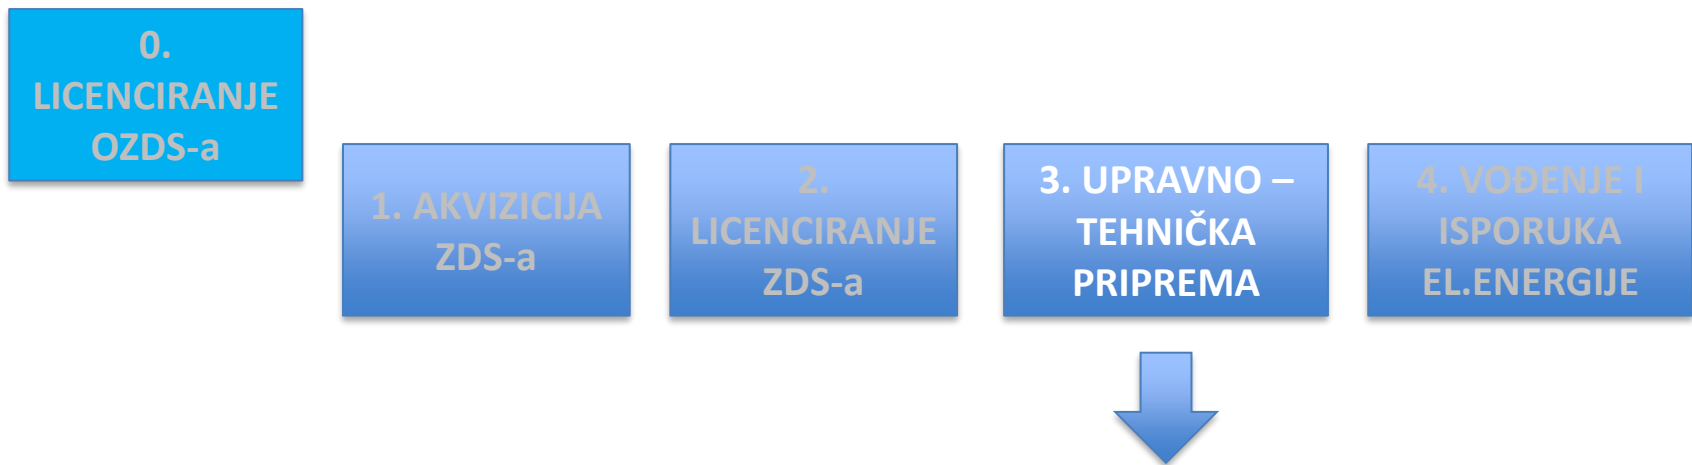 0.
LICENCIRANJE
OZDS-a
1. AKVIZICIJA
ZDS-a
2.
LICENCIRANJE
ZDS-a
3. UPRAVNO –
TEHNIČKA
PRIPREMA
4. VOĐENJE I
ISPORUKA
EL.ENERGIJE